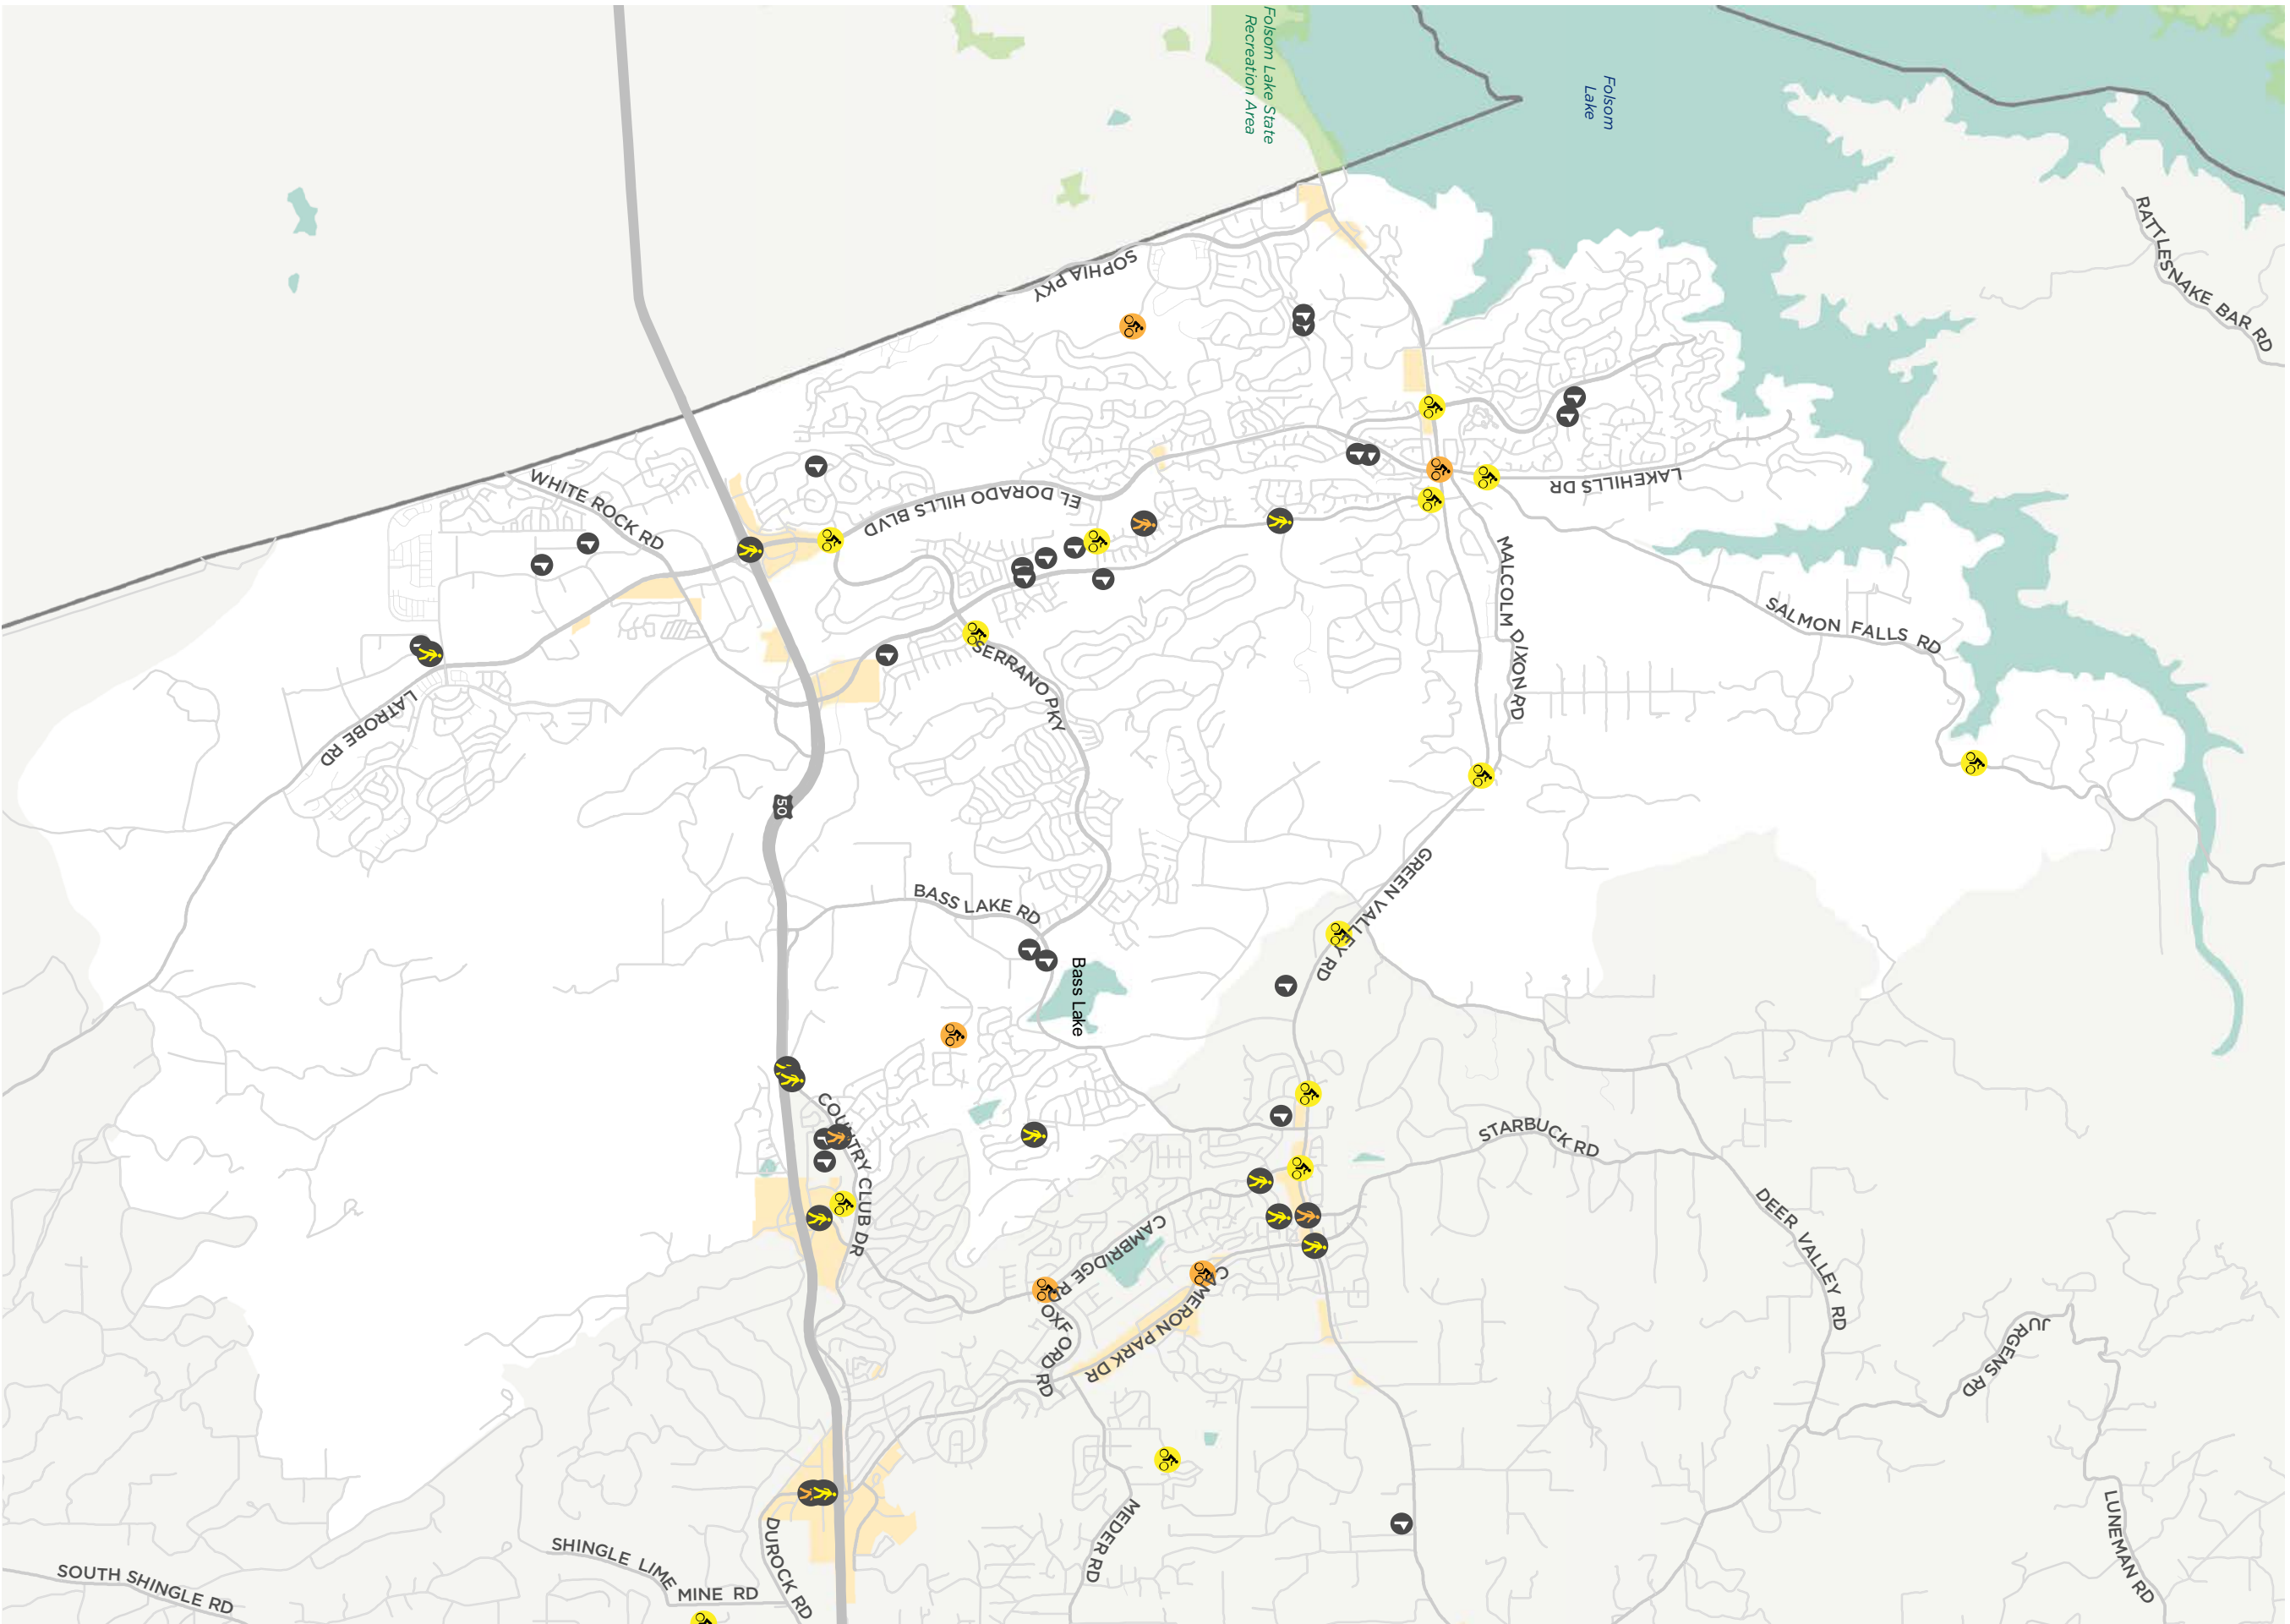 Folsom Lake State
Recreation Area
Folsom
Lake
RATTLESNAKE BAR RD
SOPHIA PKY
LAKEHILLS DR
WHITE ROCK RD
EL DORADO HILLS BLVD
MALCOLM DIXON RD
SALMON FALLS RD
SERRANO PKY
LATROBE RD
50
GREEN VALLEY RD
BASS LAKE RD
Bass Lake
COUNTRY CLUB DR
STARBUCK RD
DEER VALLEY RD
CAMBRIDGE RD
CAMERON PARK DR
OXFORD RD
JURGENS RD
MEDER RD
LUNEMAN RD
DUROCK RD
SHINGLE LIME
MINE RD
SOUTH SHINGLE RD